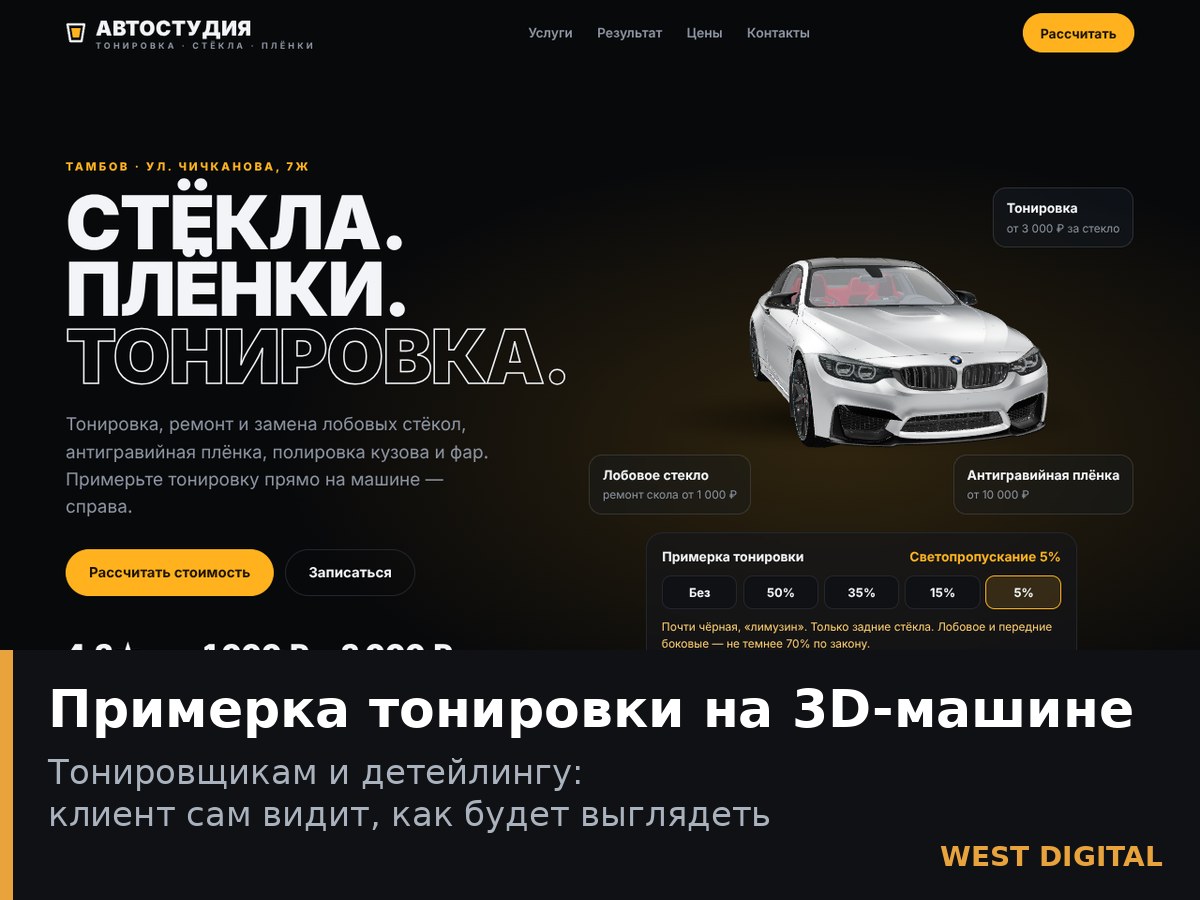 АВТОСТУДИЯ
ТОНИРОВКА · СТЁКЛА · ПЛЁНКИ
Услуги Результат Цены Контакты
Рассчитать
ТАМБОВ · УЛ. ЧИЧКАНОВА, 7Ж
СТЁКЛА.
ПЛЁНКИ.
ТОНИРОВКА.
Тонировка, ремонт и замена лобовых стёкол,
антигравийная плёнка, полировка кузова и фар.
Примерьте тонировку прямо на машине —
справа.
Рассчитать стоимость Записаться
Тонировка
от 3 000 ₽ за стекло
Лобовое стекло
ремонт скола от 1 000 ₽
Антигравийная плёнка
от 10 000 ₽
Примерка тонировки Светопропускание 5%
Без 50% 35% 15% 5%
Почти чёрная, «лимузин». Только задние стёкла. Лобовое и передние
боковые — не темнее 70% по закону.
Примерка тонировки на 3D-машине
Тонировщикам и детейлингу:
клиент сам видит, как будет выглядеть
WEST DIGITAL